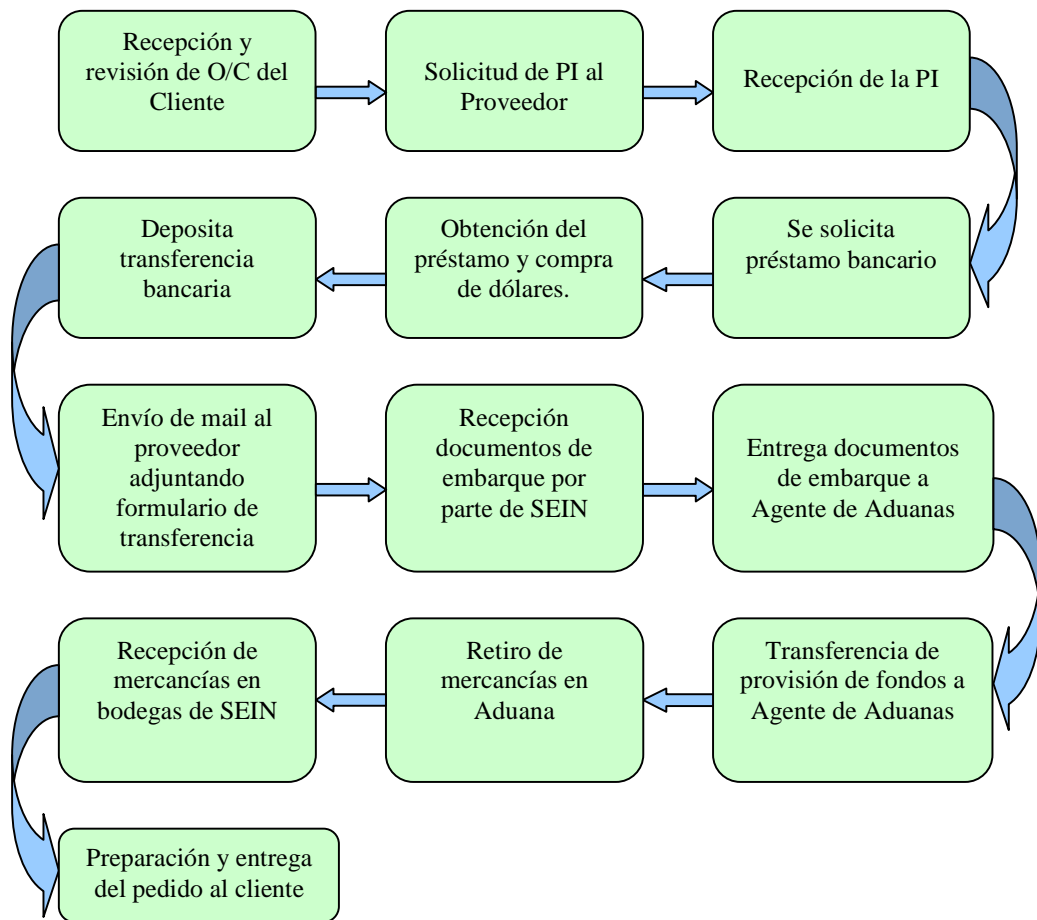 Recepción y
revisión de O/C del
Cliente
Solicitud de PI al
Proveedor
Recepción de la PI
Se solicita
préstamo bancario
Obtención del
préstamo y compra
de dólares.
Deposita
transferencia
bancaria
Envío de mail al
proveedor
adjuntando
formulario de
transferencia
Recepción
documentos de
embarque por
parte de SEIN
Entrega documentos
de embarque a
Agente de Aduanas
Transferencia de
provisión de fondos a
Agente de Aduanas
Retiro de
mercancías en
Aduana
Recepción de
mercancías en
bodegas de SEIN
Preparación y entrega
del pedido al cliente